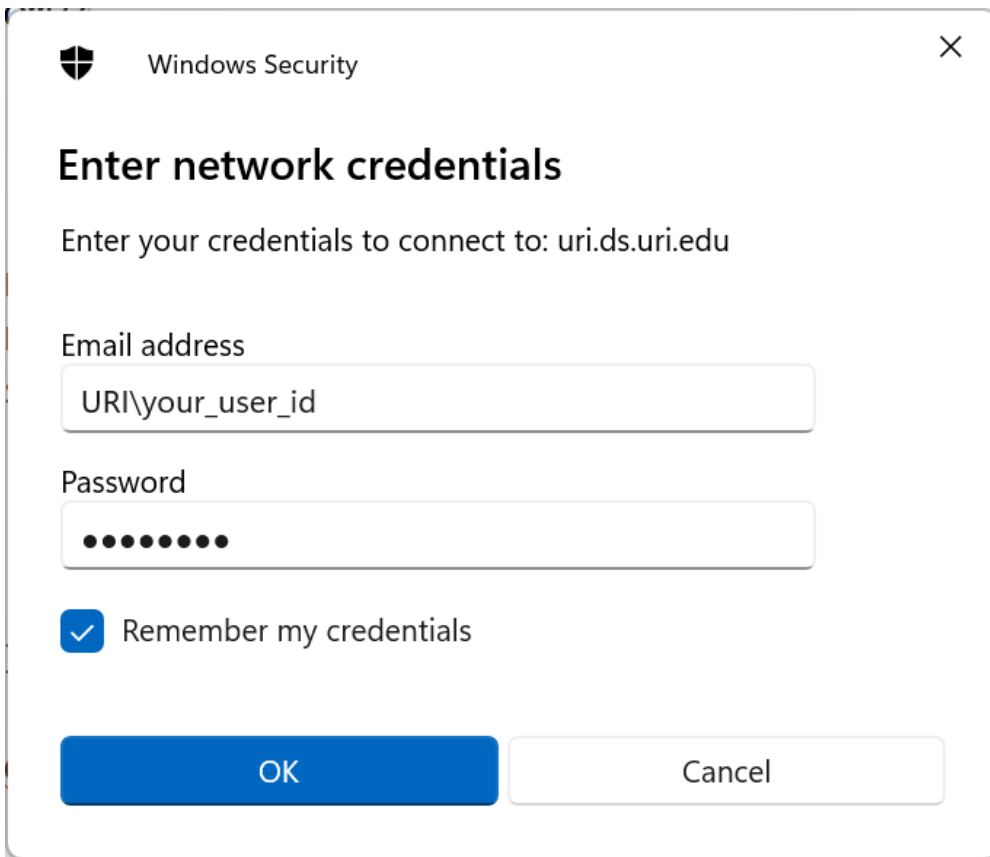 Windows Security
Enter network credentials
Enter your credentials to connect to: uri.ds.uri.edu
Email address
URI\your_user_id
Password
••••••••
Remember my credentials
OK Cancel